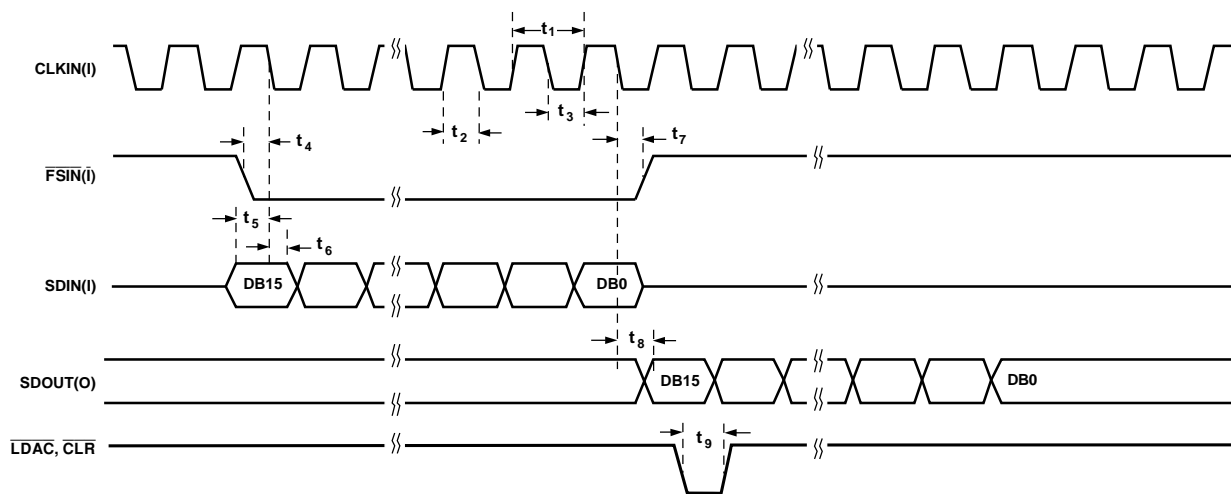 t1
CLKIN(I)
t3
t2
t4
t7
FSIN(I)
t5
t6
SDIN(I)
DB15
DB0
t8
SDOUT(O)
DB15
DB0
t9
LDAC, CLR